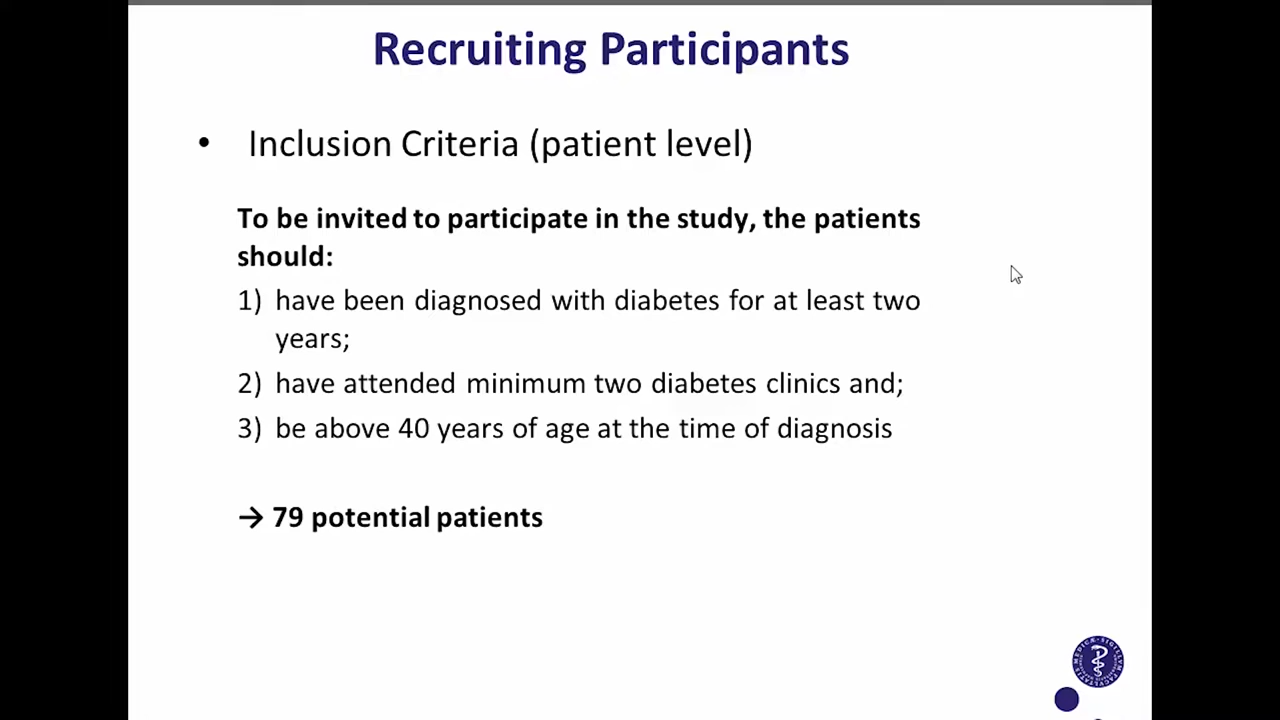 Recruiting Participants
• Inclusion Criteria (patient level)
To be invited to participate in the study, the patients
should:
1) have been diagnosed with diabetes for at least two
years;
2) have attended minimum two diabetes clinics and;
3) be above 40 years of age at the time of diagnosis
→ 79 potential patients